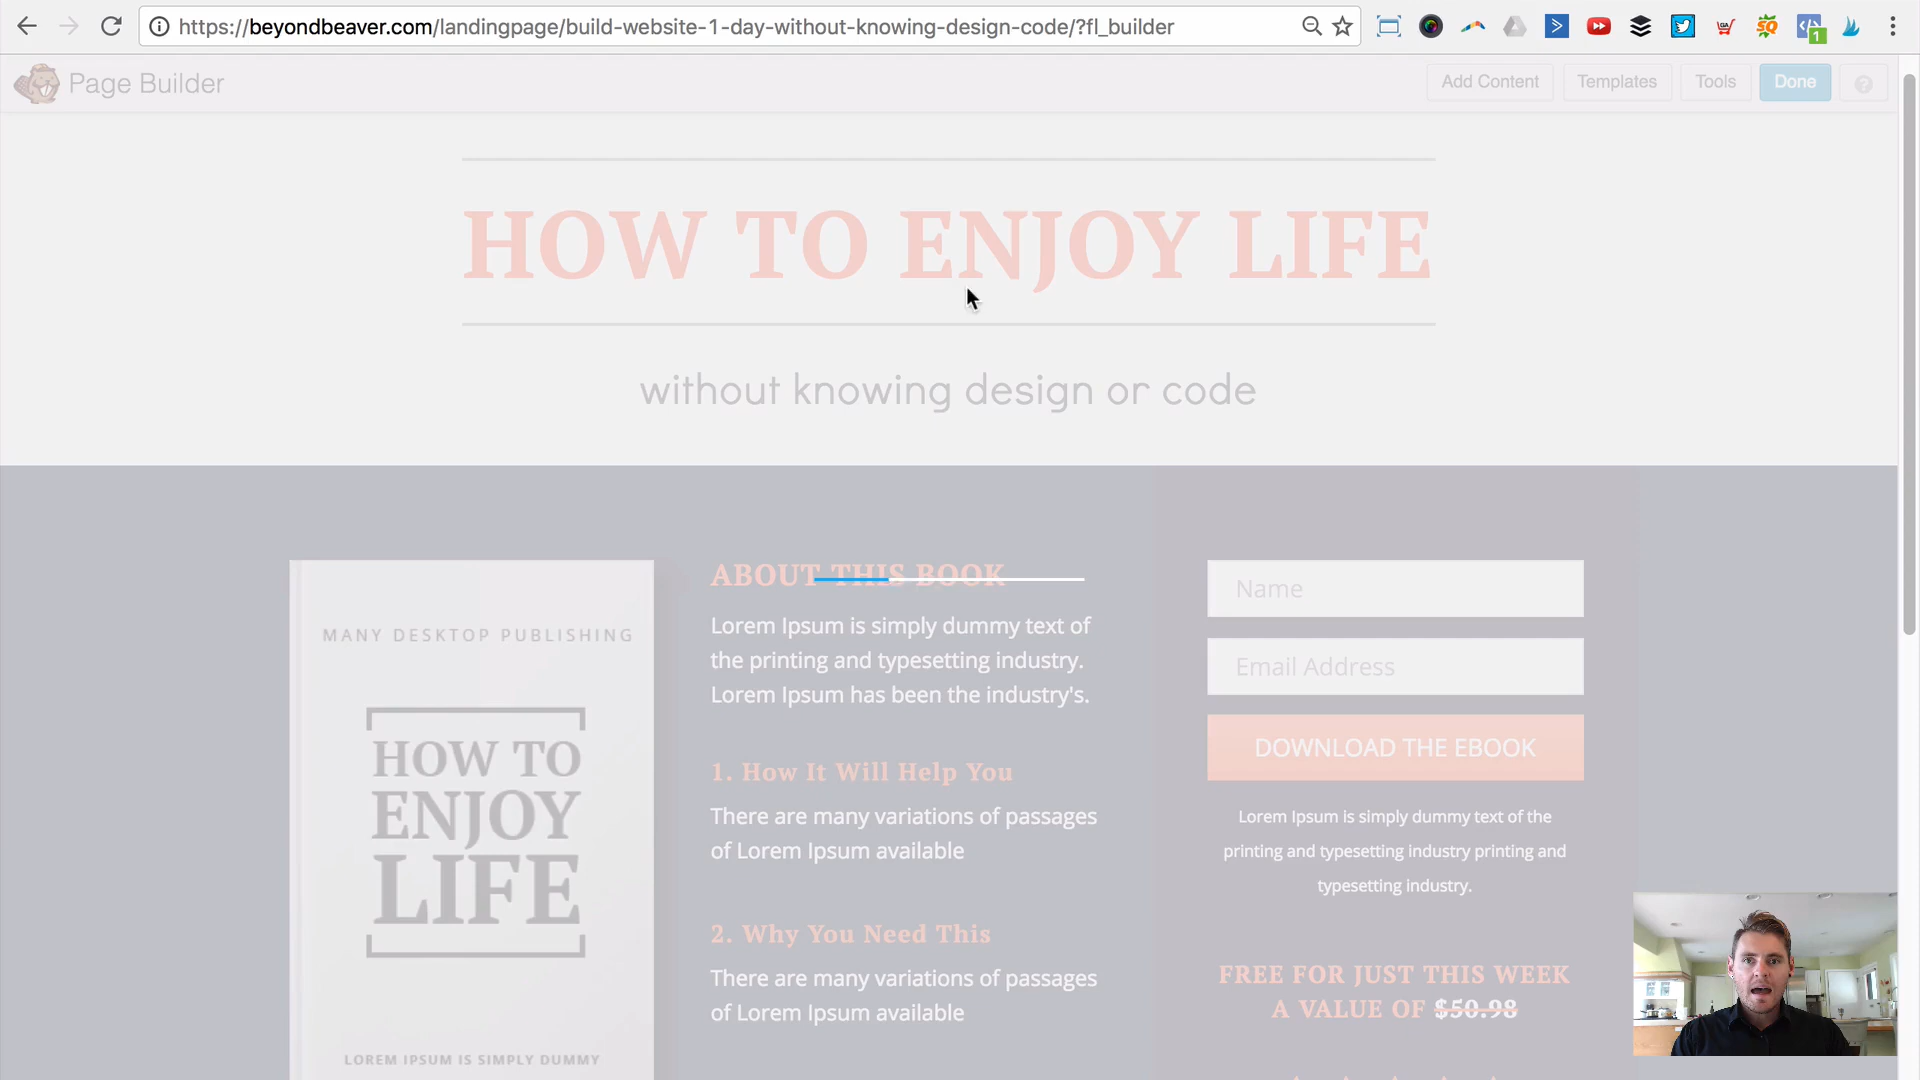 https://beyondbeaver.com/landingpage/build-website-1-day-without-knowing-design-code/?fl_builder
1
Page Builder
Add Content
Templates
Tools
Done
?
HOW TO ENJOY LIFE
without knowing design or code
MANY DESKTOP PUBLISHING
HOW TO
ENJOY
LIFE
LOREM IPSUM IS SIMPLY DUMMY
ABOUT THIS BOOK
Lorem Ipsum is simply dummy text of
the printing and typesetting industry.
Lorem Ipsum has been the industry's.
1. How It Will Help You
There are many variations of passages
of Lorem Ipsum available
2. Why You Need This
There are many variations of passages
of Lorem Ipsum available
Name
Email Address
DOWNLOAD THE EBOOK
Lorem Ipsum is simply dummy text of the
printing and typesetting industry printing and
typesetting industry.
FREE FOR JUST THIS WEEK
A VALUE OF $50.98